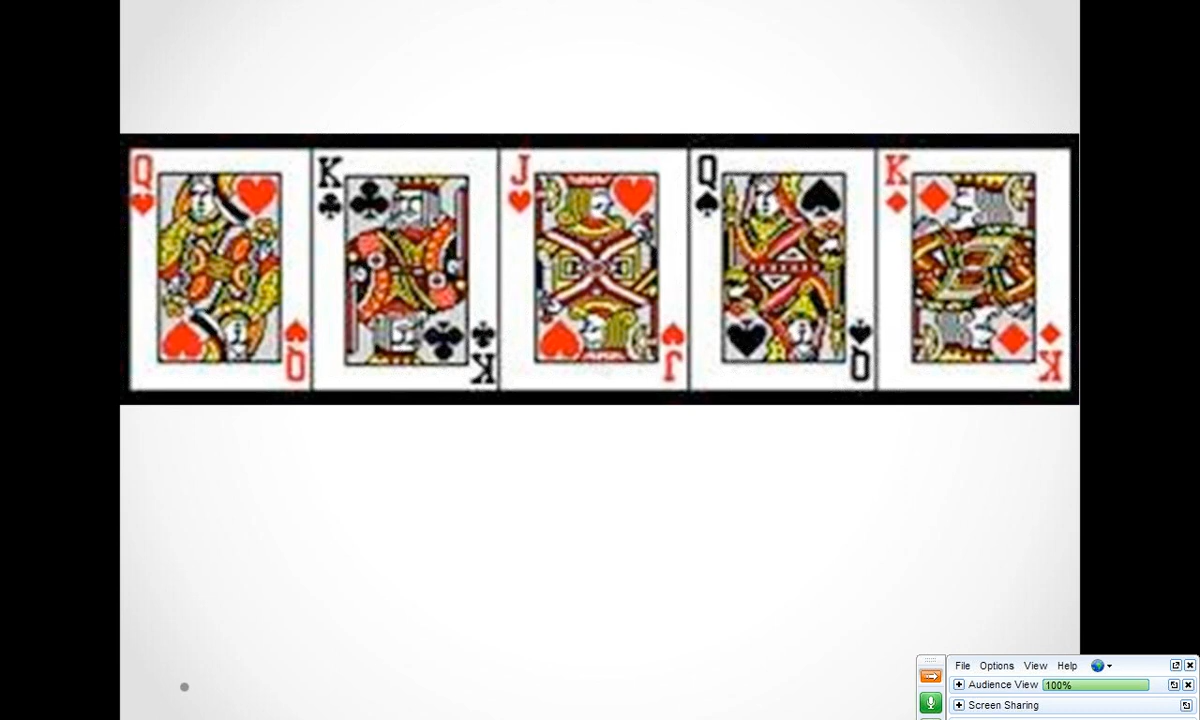 Q K J Q K
Q K J Q K
File Options View Help
Audience View 100%
Screen Sharing